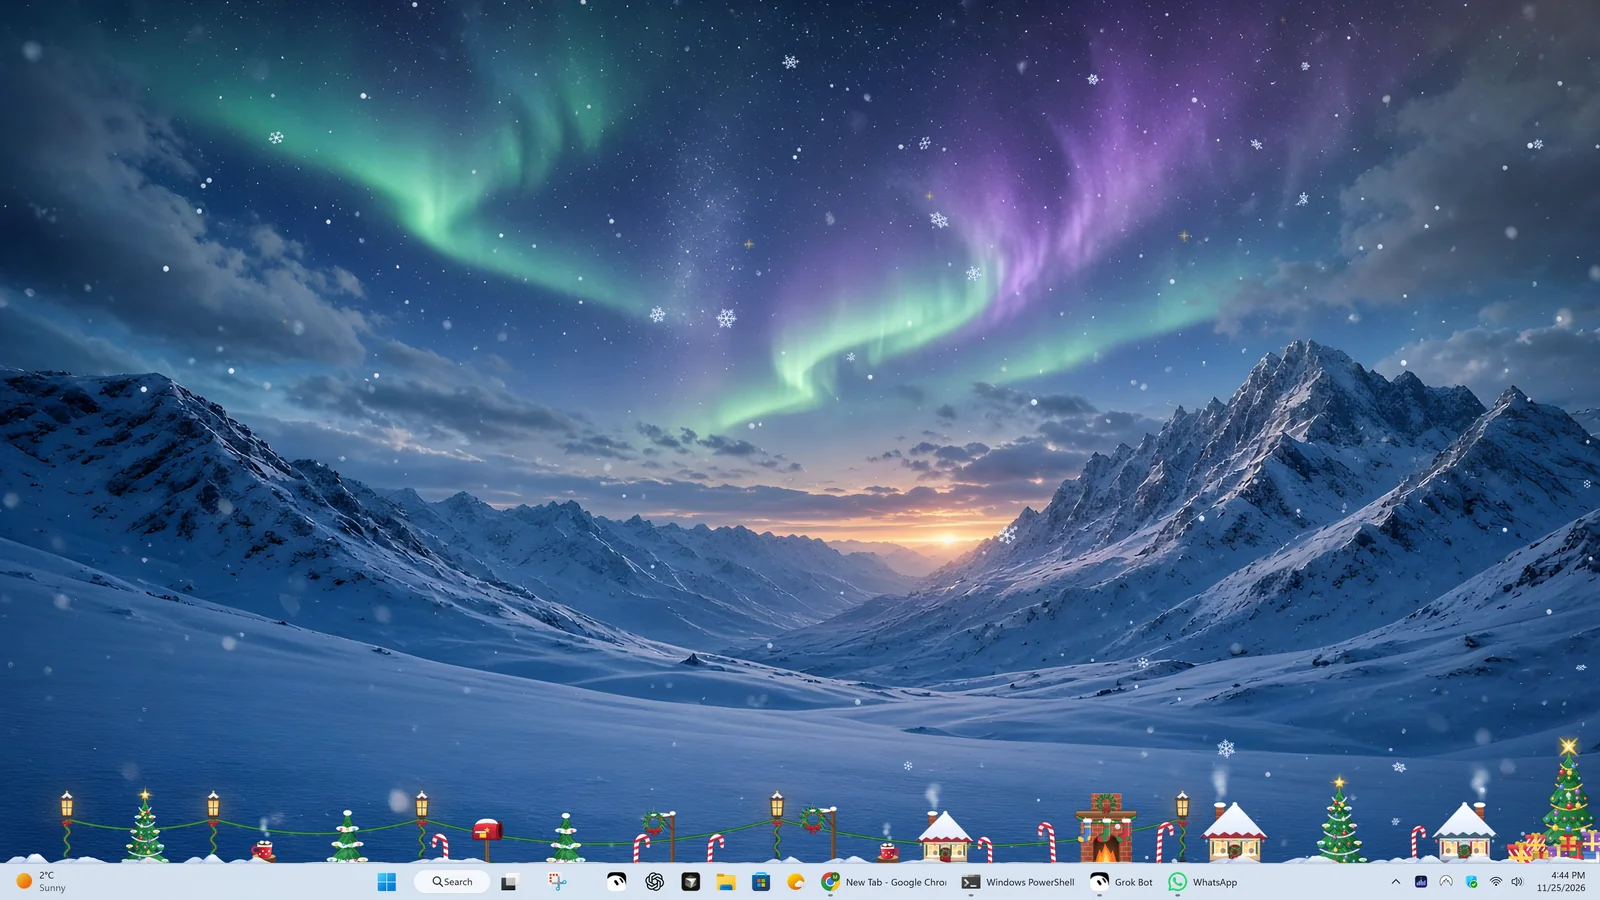 2°C
Sunny
Search
New Tab - Google Chro
Windows PowerShell
Grok Bot
WhatsApp
4:44 PM
11/25/2026